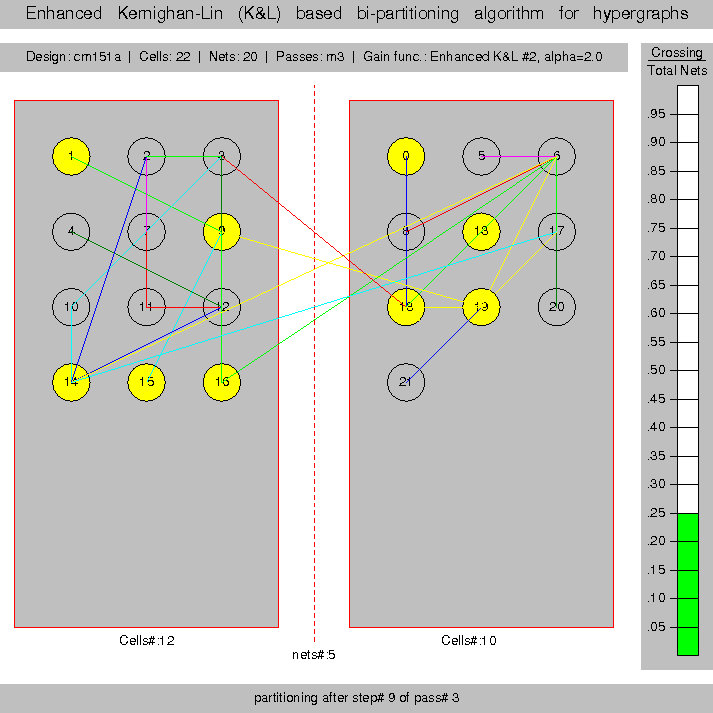 Enhanced Kernighan-Lin (K&L) based bi-partitioning algorithm for hypergraphs
Design: cm151a | Cells: 22 | Nets: 20 | Passes: m3 | Gain func.: Enhanced K&L #2, alpha=2.0
Crossing
Total Nets
1 2 3 0 5 6
4 7 9 8 13 17
10 11 12 18 19 20
14 15 16 21
.95
.90
.85
.80
.75
.70
.65
.60
.55
.50
.45
.40
.35
.30
.25
.20
.15
.10
.05
Cells#:12
Cells#:10
nets#:5
partitioning after step# 9 of pass# 3